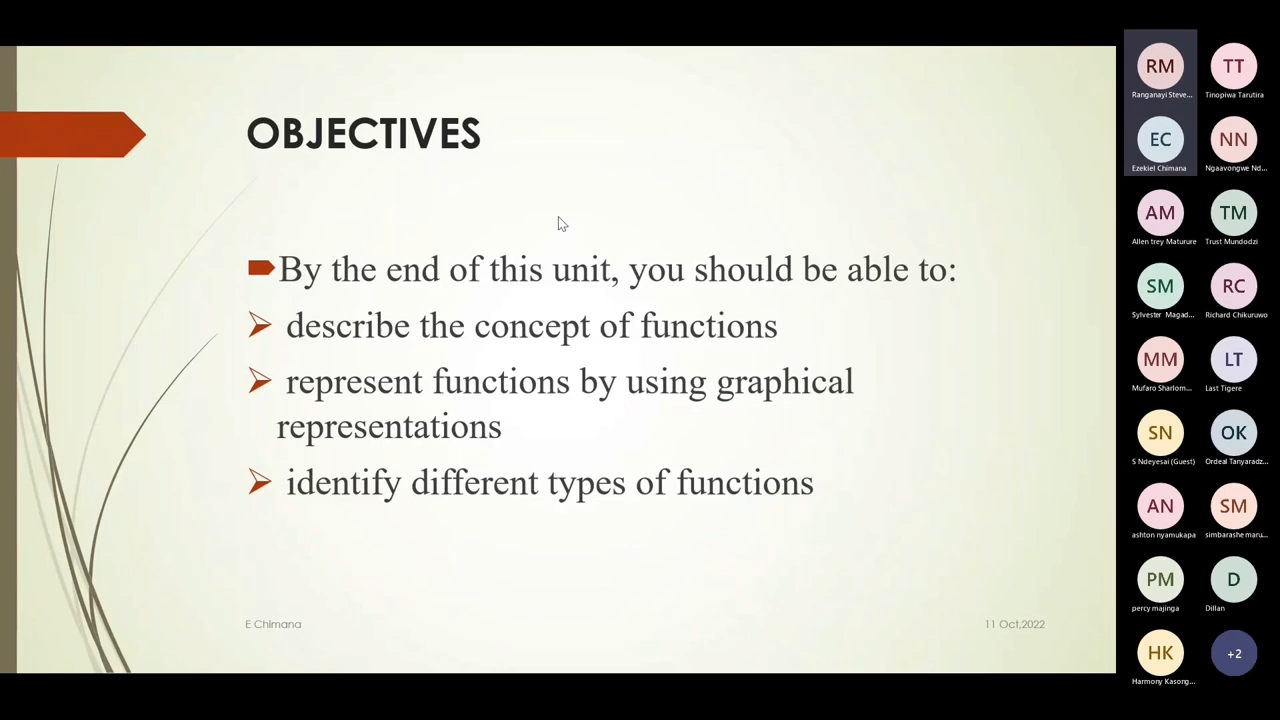 OBJECTIVES
By the end of this unit, you should be able to:
describe the concept of functions
represent functions by using graphical
representations
identify different types of functions
E Chimana
11 Oct,2022
RM
Ranganayi Steve...
TT
Tinopiwa Tarutira
EC
Ezekiel Chimana
NN
Ngaavongwe Nd...
AM
Allen trey Maturure
TM
Trust Mundodzi
SM
Sylvester Magad...
RC
Richard Chikuruwo
MM
Mufaro Sharlom...
LT
Last Tigere
SN
S Ndeyesai (Guest)
OK
Ordeal Tanyaradz...
AN
ashton nyamukapa
SM
simbarashe maru...
PM
percy majinga
D
Dillan
HK
Harmony Kasong...
+2